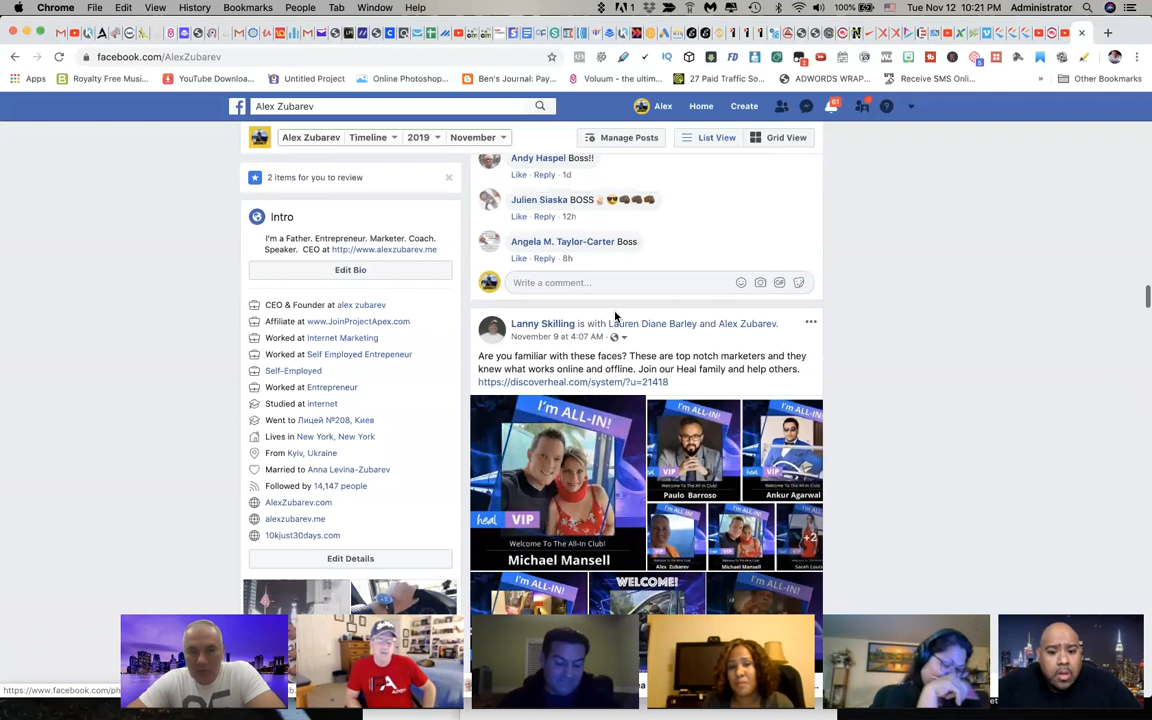 Chrome File Edit View History Bookmarks People Tab Window Help
1 100% Tue Nov 12 10:21 PM Administrator
facebook.com/AlexZubarev
Apps Royalty Free Musi... YouTube Downloa... Untitled Project Online Photoshop... Ben's Journal: Pay... Voluum - the ultim... 27 Paid Traffic So... ADWORDS WRAP... Receive SMS Onli... » Other Bookmarks
Alex Zubarev
Alex Home Create 61
Alex Zubarev Timeline 2019 November Manage Posts List View Grid View
2 items for you to review
Intro
I'm a Father. Entrepreneur. Marketer. Coach.
Speaker. CEO at http://www.alexzubarev.me
Edit Bio
CEO & Founder at alex zubarev
Affiliate at www.JoinProjectApex.com
Worked at Internet Marketing
Worked at Self Employed Entrepeneur
Self-Employed
Worked at Entrepreneur
Studied at internet
Went to Лицей №208, Киев
Lives in New York, New York
From Kyiv, Ukraine
Married to Anna Levina-Zubarev
Followed by 14,147 people
AlexZubarev.com
alexzubarev.me
10kjust30days.com
Edit Details
Andy Haspel Boss!!
Like · Reply · 1d
Julien Siaska BOSS
Like · Reply · 12h
Angela M. Taylor-Carter Boss
Like · Reply · 8h
Write a comment...
Lanny Skilling is with Lauren Diane Barley and Alex Zubarev.
November 9 at 4:07 AM
Are you familiar with these faces? These are top notch marketers and they
knew what works online and offline. Join our Heal family and help others.
https://discoverheal.com/system/?u=21418
I'm ALL-IN!
heal VIP
Welcome To The All-In Club!
Michael Mansell
I'm ALL-IN!
VIP
Paulo Barroso
I'm ALL-IN!
VIP
Ankur Agarwal
Alex Zubarev
Michael Mansell
+2
Sarah Louis
I'm ALL-IN!
WELCOME!
I'm ALL-IN!
https://www.facebook.com/ph